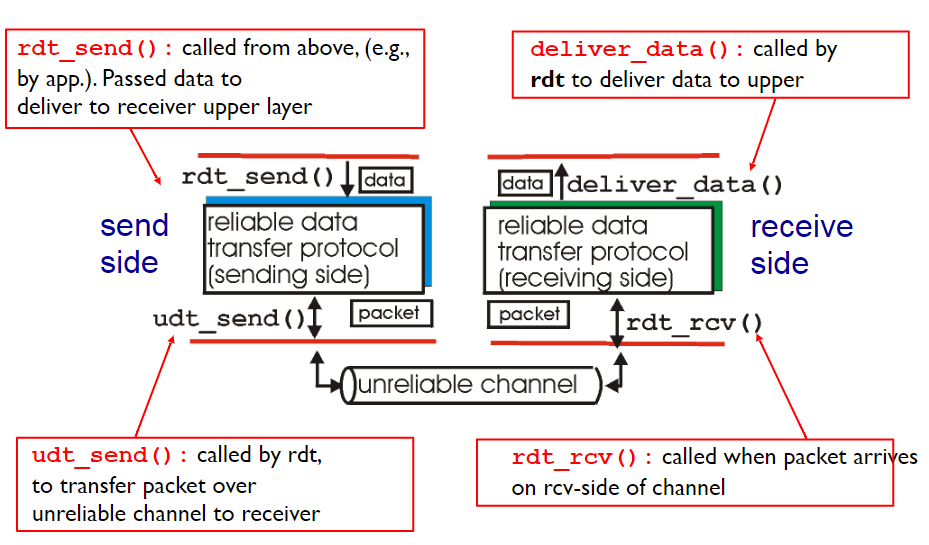 rdt_send(): called from above, (e.g.,
by app.). Passed data to
deliver to receiver upper layer
deliver_data(): called by
rdt to deliver data to upper
rdt_send()
data
data
deliver_data()
send
side
reliable data
transfer protocol
(sending side)
reliable data
transfer protocol
(receiving side)
receive
side
udt_send()
packet
packet
rdt_rcv()
unreliable channel
udt_send(): called by rdt,
to transfer packet over
unreliable channel to receiver
rdt_rcv(): called when packet arrives
on rcv-side of channel